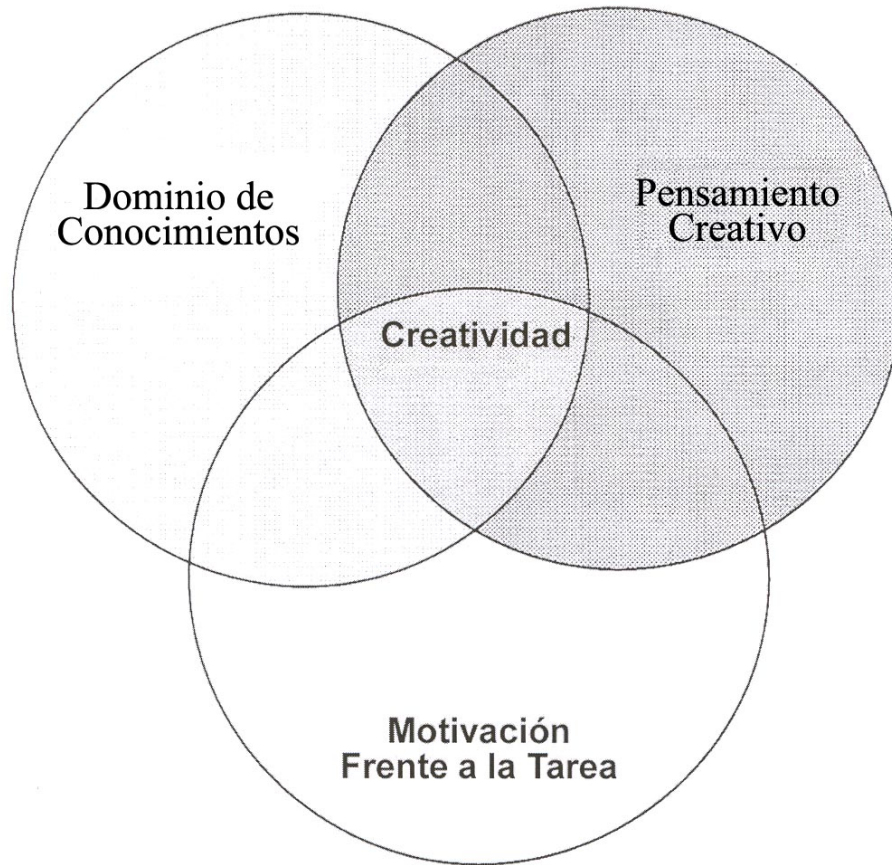 Dominio de
Conocimientos
Pensamiento
Creativo
Creatividad
Motivación
Frente a la Tarea